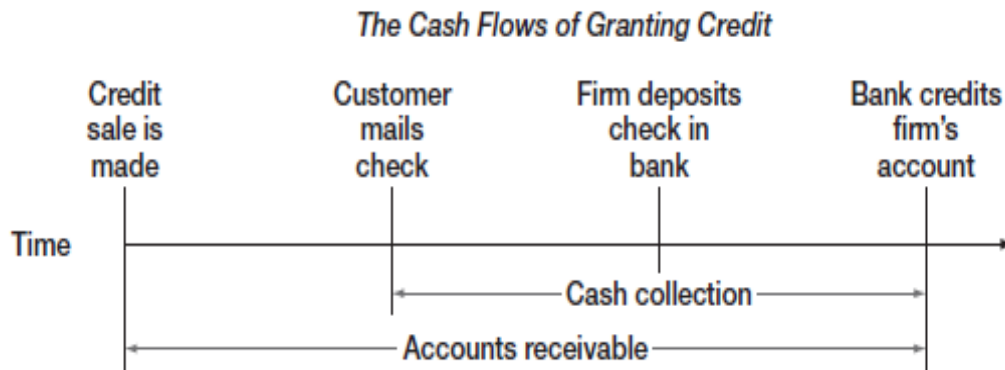 The Cash Flows of Granting Credit
Credit
sale is
made
Customer
mails
check
Firm deposits
check in
bank
Bank credits
firm's
account
Time
Cash collection
Accounts receivable